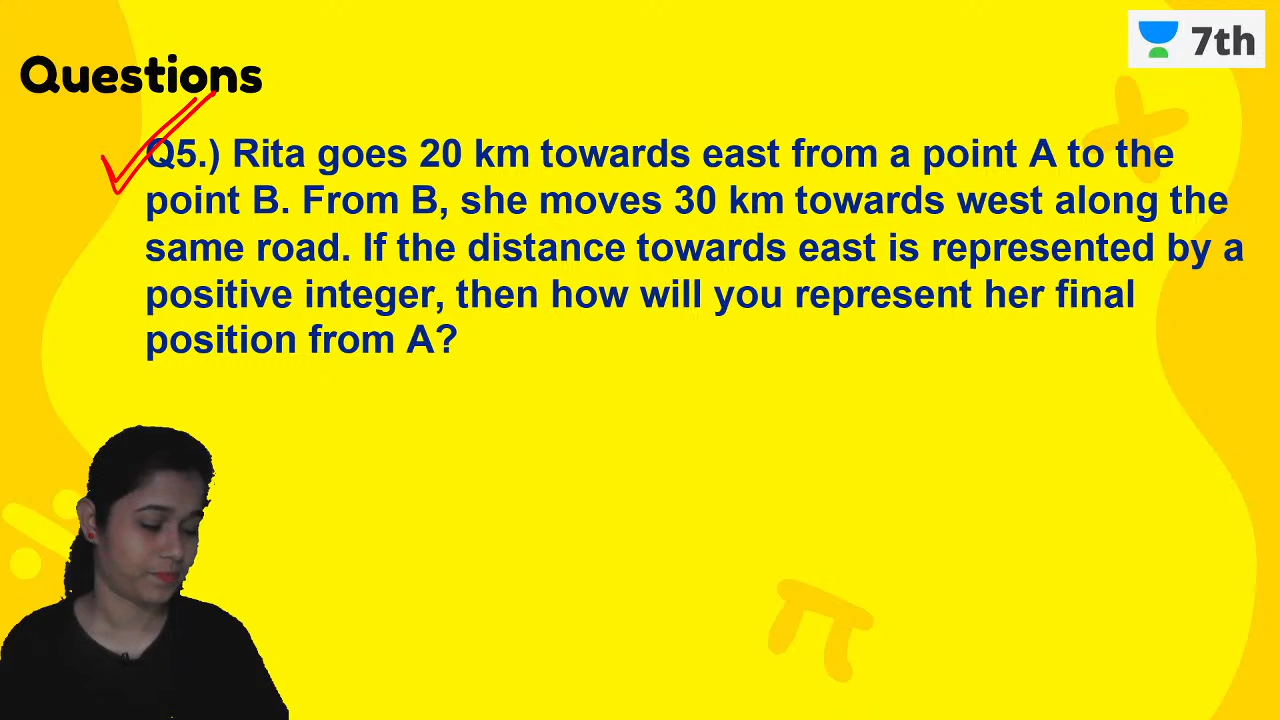 7th
Questions
Q5.) Rita goes 20 km towards east from a point A to the
point B. From B, she moves 30 km towards west along the
same road. If the distance towards east is represented by a
positive integer, then how will you represent her final
position from A?